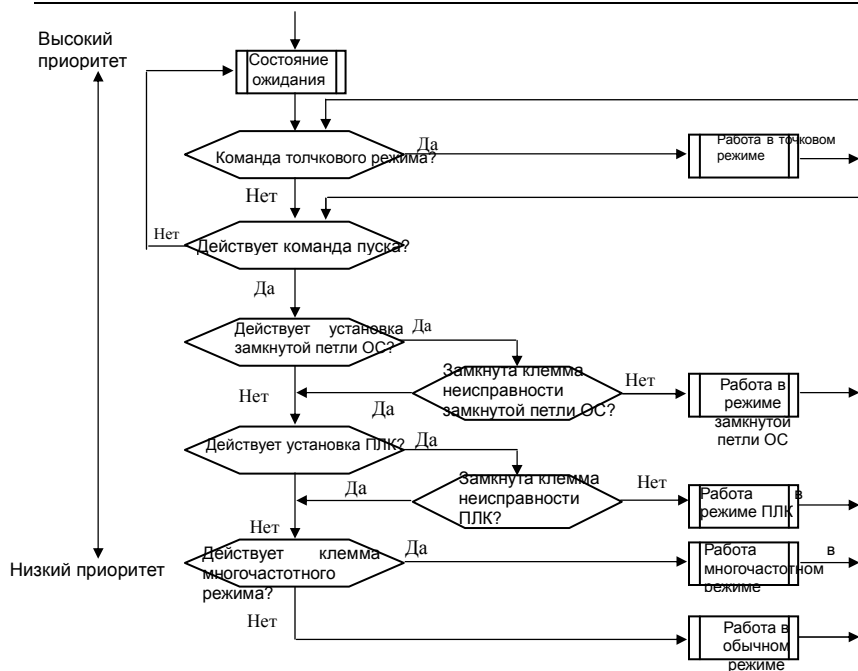 Высокий
приоритет
Состояние
ожидания
Команда толчкового режима?
Да
Работа в точковом
режиме
Нет
Нет
Действует команда пуска?
Да
Действует установка
замкнутой петли ОС?
Да
Замкнута клемма
неисправности
замкнутой петли ОС?
Нет
Работа в
режиме
замкнутой
петли ОС
Нет
Да
Действует установка ПЛК?
Да
Замкнута клемма
неисправности
ПЛК?
Нет
Работа в
режиме ПЛК
Да
Нет
Действует клемма
многочастотного
режима?
Да
Работа в
многочастотном
режиме
Низкий приоритет
Нет
Работа в
обычном
режиме